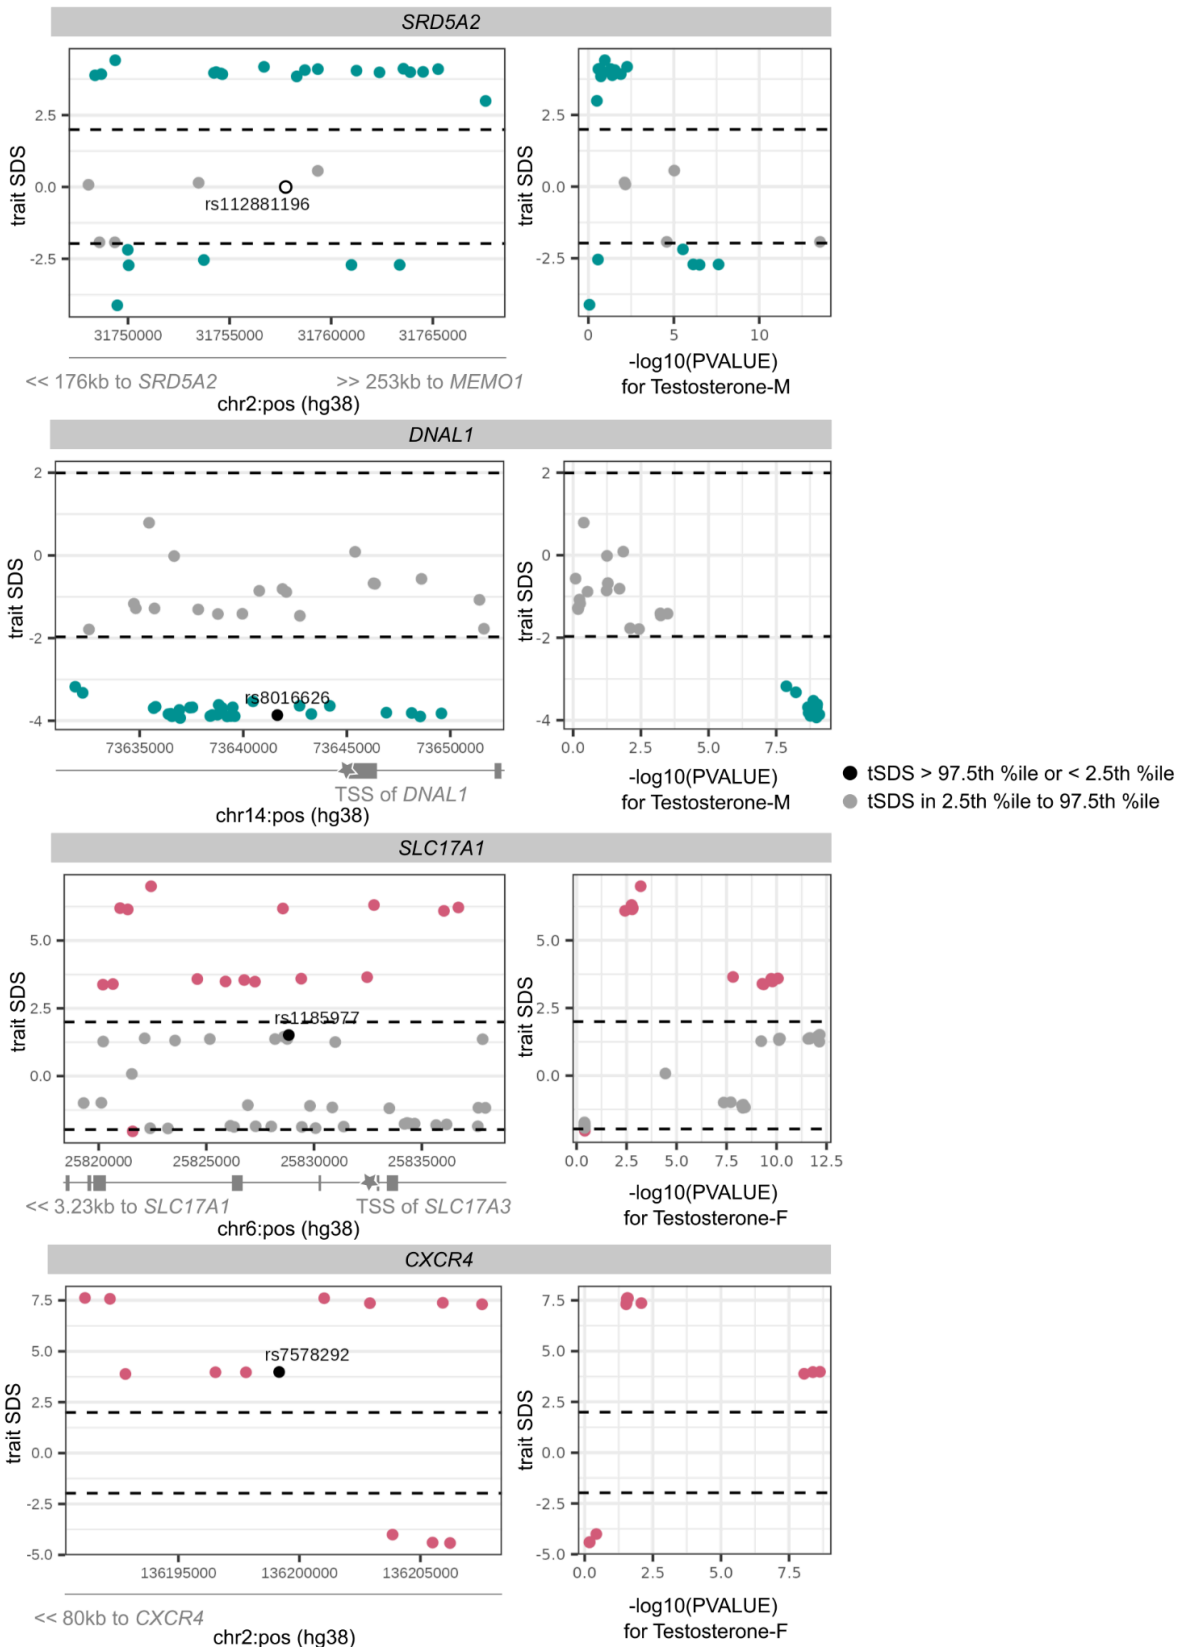 SRD5A2
trait SDS
2.5
0.0
-2.5
rs112881196
31750000 31755000 31760000 31765000
<< 176kb to SRD5A2 >> 253kb to MEMO1
chr2:pos (hg38)
trait SDS
2.5
0.0
-2.5
0 5 10
-log10(PVALUE)
for Testosterone-M
DNAL1
trait SDS
2
0
-2
-4
rs8016626
73635000 73640000 73645000 73650000
TSS of DNAL1
chr14:pos (hg38)
trait SDS
2
0
-2
-4
0.0 2.5 5.0 7.5
-log10(PVALUE)
for Testosterone-M
tSDS > 97.5th %ile or < 2.5th %ile
tSDS in 2.5th %ile to 97.5th %ile
SLC17A1
trait SDS
5.0
2.5
0.0
rs1185977
25820000 25825000 25830000 25835000
<< 3.23kb to SLC17A1 TSS of SLC17A3
chr6:pos (hg38)
trait SDS
5.0
2.5
0.0
0.0 2.5 5.0 7.5 10.0 12.5
-log10(PVALUE)
for Testosterone-F
CXCR4
trait SDS
7.5
5.0
2.5
0.0
-2.5
-5.0
rs7578292
136195000 136200000 136205000
<< 80kb to CXCR4
chr2:pos (hg38)
trait SDS
7.5
5.0
2.5
0.0
-2.5
-5.0
0.0 2.5 5.0 7.5
-log10(PVALUE)
for Testosterone-F